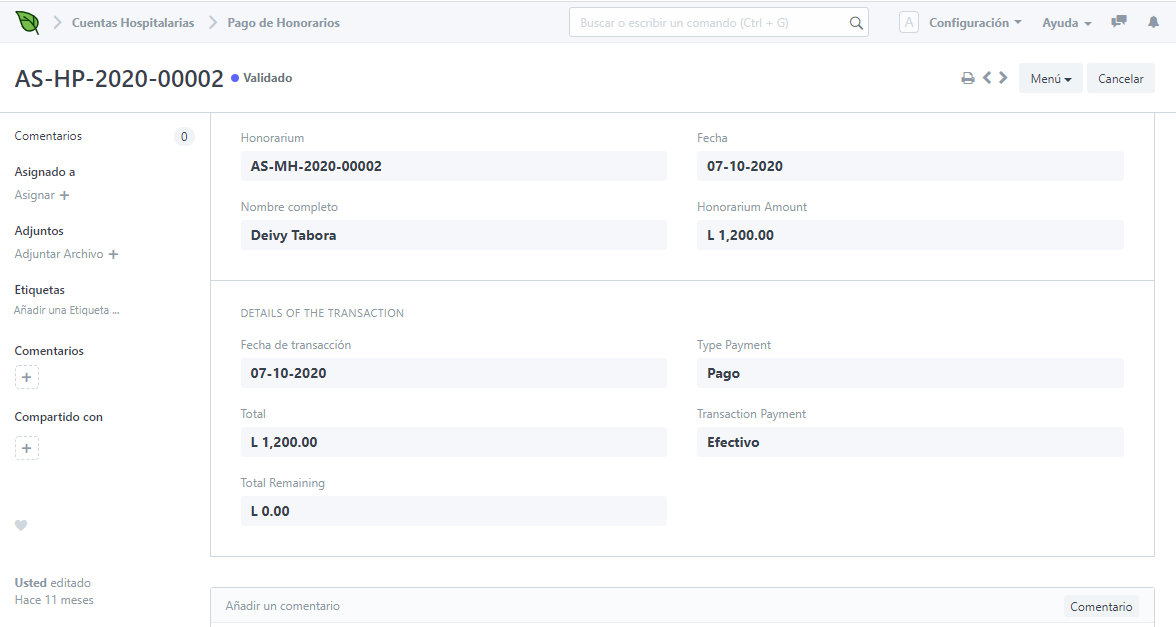 Cuentas Hospitalarias Pago de Honorarios Buscar o escribir un comando (Ctrl + G) A Configuración Ayuda
AS-HP-2020-00002 Validado Menú Cancelar
Comentarios 0
Asignado a
Asignar +
Adjuntos
Adjuntar Archivo +
Etiquetas
Añadir una Etiqueta ...
Comentarios
+
Compartido con
+
Usted editado
Hace 11 meses
Honorarium
AS-MH-2020-00002
Fecha
07-10-2020
Nombre completo
Deivy Tabora
Honorarium Amount
L 1,200.00
DETAILS OF THE TRANSACTION
Fecha de transacción
07-10-2020
Type Payment
Pago
Total
L 1,200.00
Transaction Payment
Efectivo
Total Remaining
L 0.00
Añadir un comentario Comentario